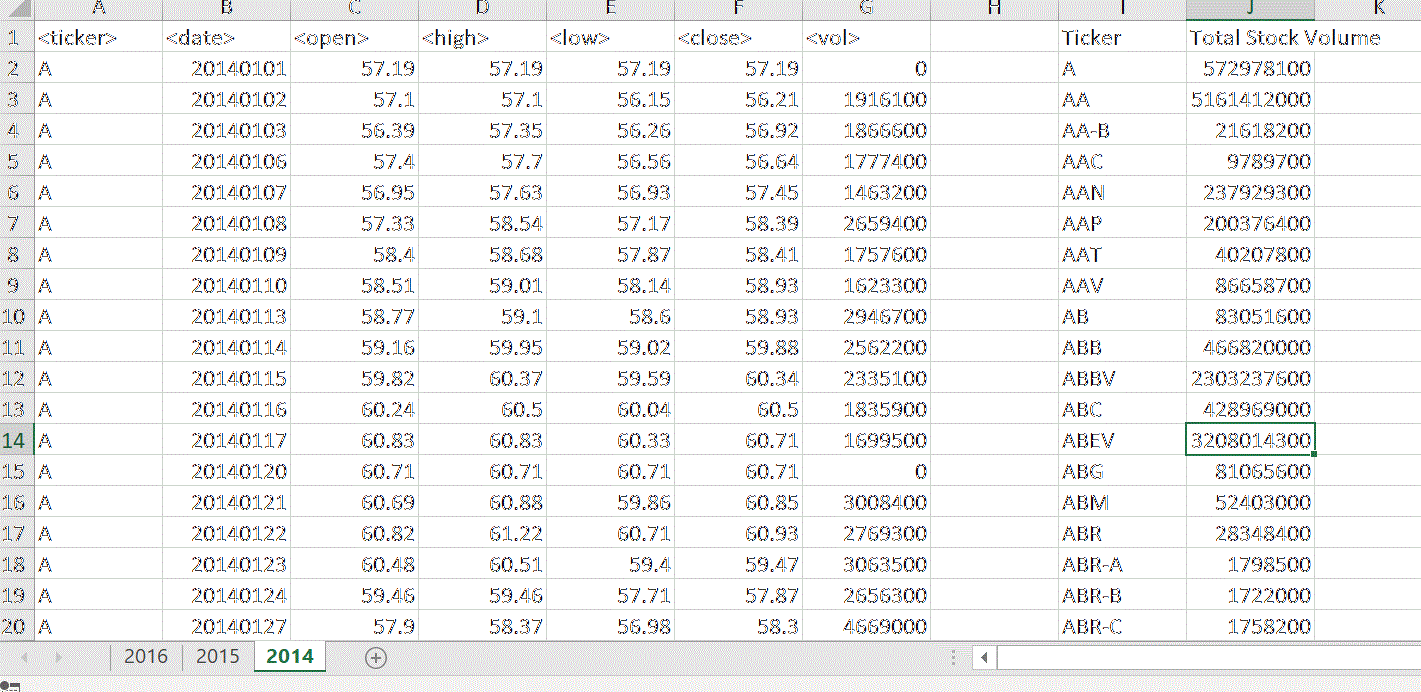 A B C D E F G H I J K
1 <ticker> <date> <open> <high> <low> <close> <vol> Ticker Total Stock Volume
2 A 20140101 57.19 57.19 57.19 57.19 0 A 572978100
3 A 20140102 57.1 57.1 56.15 56.21 1916100 AA 5161412000
4 A 20140103 56.39 57.35 56.26 56.92 1866600 AA-B 21618200
5 A 20140106 57.4 57.7 56.56 56.64 1777400 AAC 9789700
6 A 20140107 56.95 57.63 56.93 57.45 1463200 AAN 237929300
7 A 20140108 57.33 58.54 57.17 58.39 2659400 AAP 200376400
8 A 20140109 58.4 58.68 57.87 58.41 1757600 AAT 40207800
9 A 20140110 58.51 59.01 58.14 58.93 1623300 AAV 86658700
10 A 20140113 58.77 59.1 58.6 58.93 2946700 AB 83051600
11 A 20140114 59.16 59.95 59.02 59.88 2562200 ABB 466820000
12 A 20140115 59.82 60.37 59.59 60.34 2335100 ABBV 2303237600
13 A 20140116 60.24 60.5 60.04 60.5 1835900 ABC 428969000
14 A 20140117 60.83 60.83 60.33 60.71 1699500 ABEV 3208014300
15 A 20140120 60.71 60.71 60.71 60.71 0 ABG 81065600
16 A 20140121 60.69 60.88 59.86 60.85 3008400 ABM 52403000
17 A 20140122 60.82 61.22 60.71 60.93 2769300 ABR 28348400
18 A 20140123 60.48 60.51 59.4 59.47 3063500 ABR-A 1798500
19 A 20140124 59.46 59.46 57.71 57.87 2656300 ABR-B 1722000
20 A 20140127 57.9 58.37 56.98 58.3 4669000 ABR-C 1758200
2016 2015 2014